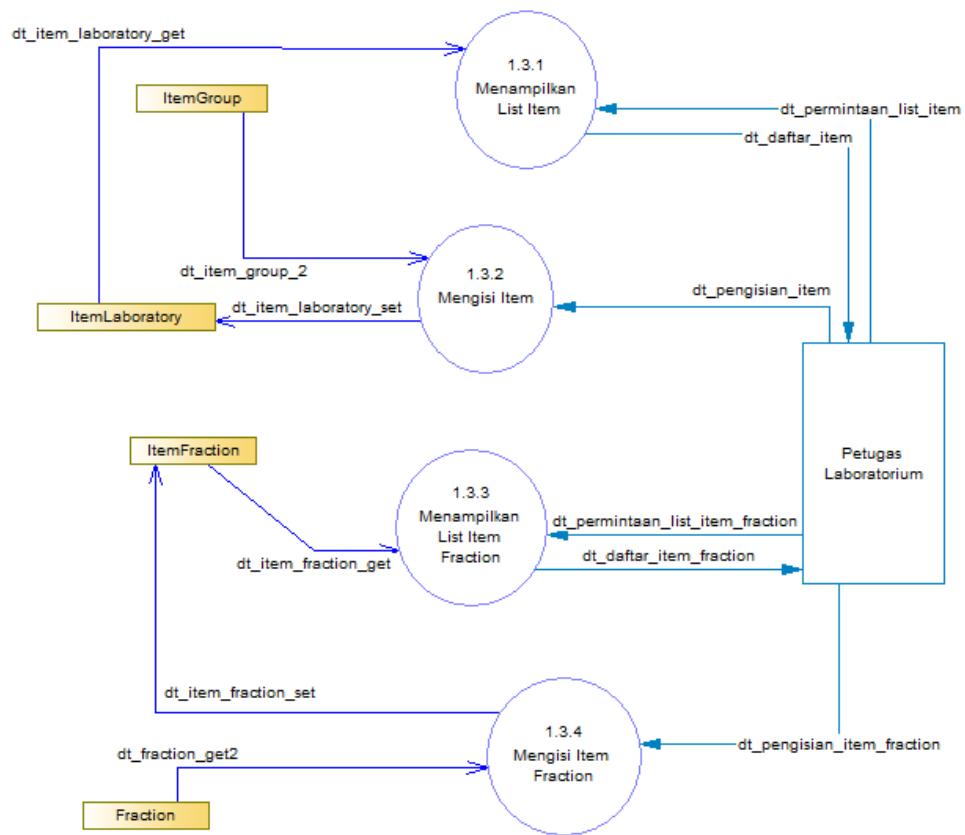 dt_item_laboratory_get
1.3.1
Menampilkan
List Item
ItemGroup
dt_permintaan_list_item
dt_daftar_item
1.3.2
Mengisi Item
dt_item_group_2
dt_pengisian_item
dt_item_laboratory_set
ItemLaboratory
ItemFraction
Petugas
Laboratorium
1.3.3
Menampilkan
List Item
Fraction
dt_permintaan_list_item_fraction
dt_daftar_item_fraction
dt_item_fraction_get
dt_item_fraction_set
1.3.4
Mengisi Item
Fraction
dt_pengisian_item_fraction
dt_fraction_get2
Fraction